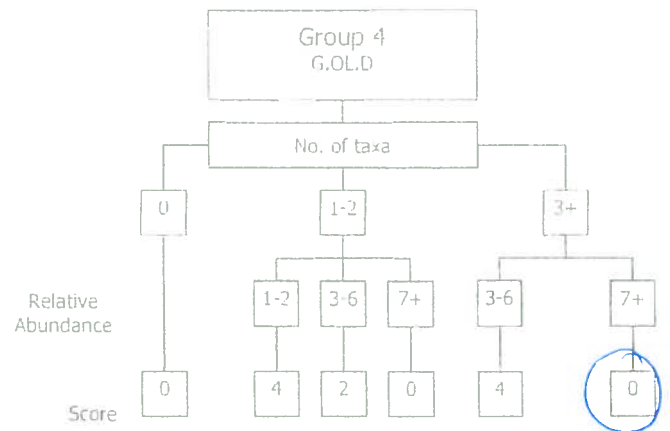 Group 4
G.OL.D
No. of taxa
0 1-2 3+
Relative
Abundance
1-2 3-6 7+ 3-6 7+
Score
0 4 2 0 4 0